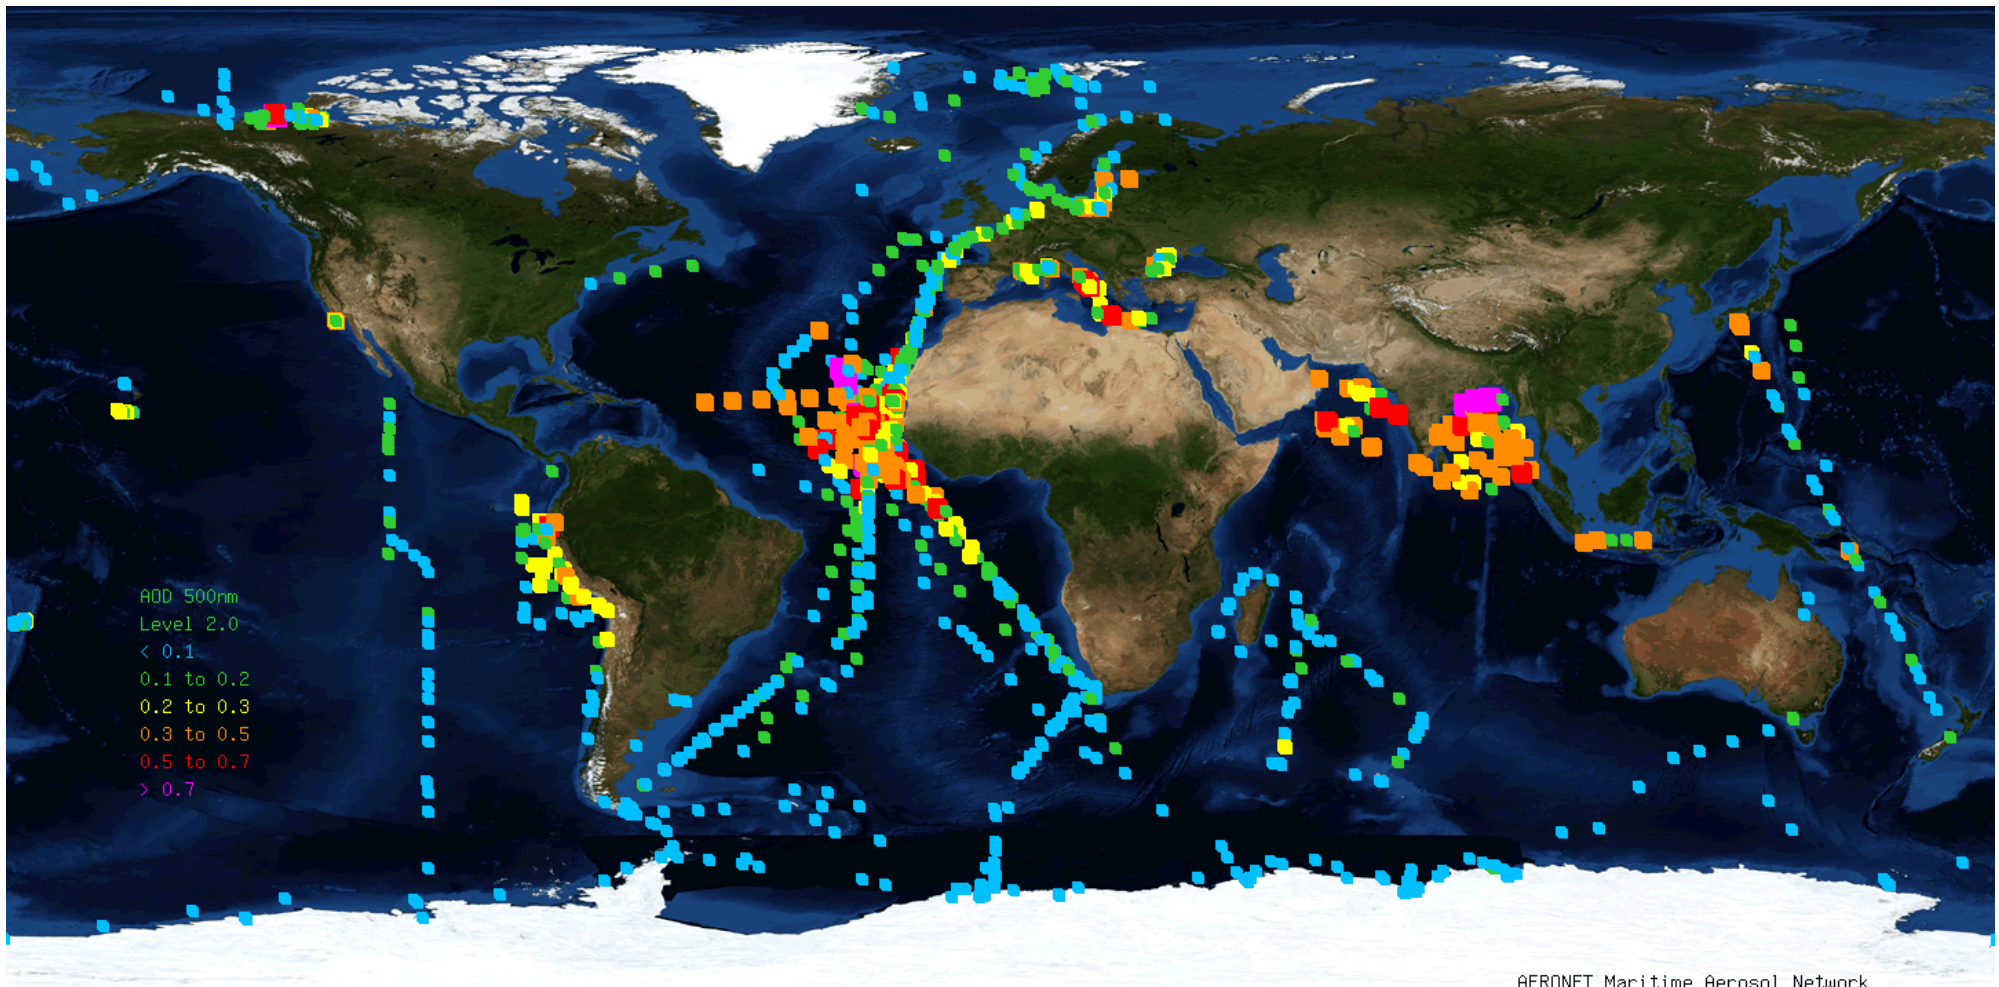 AOD 500nm
Level 2.0
< 0.1
0.1 to 0.2
0.2 to 0.3
0.3 to 0.5
0.5 to 0.7
> 0.7
AERONET Maritime Aerosol Network